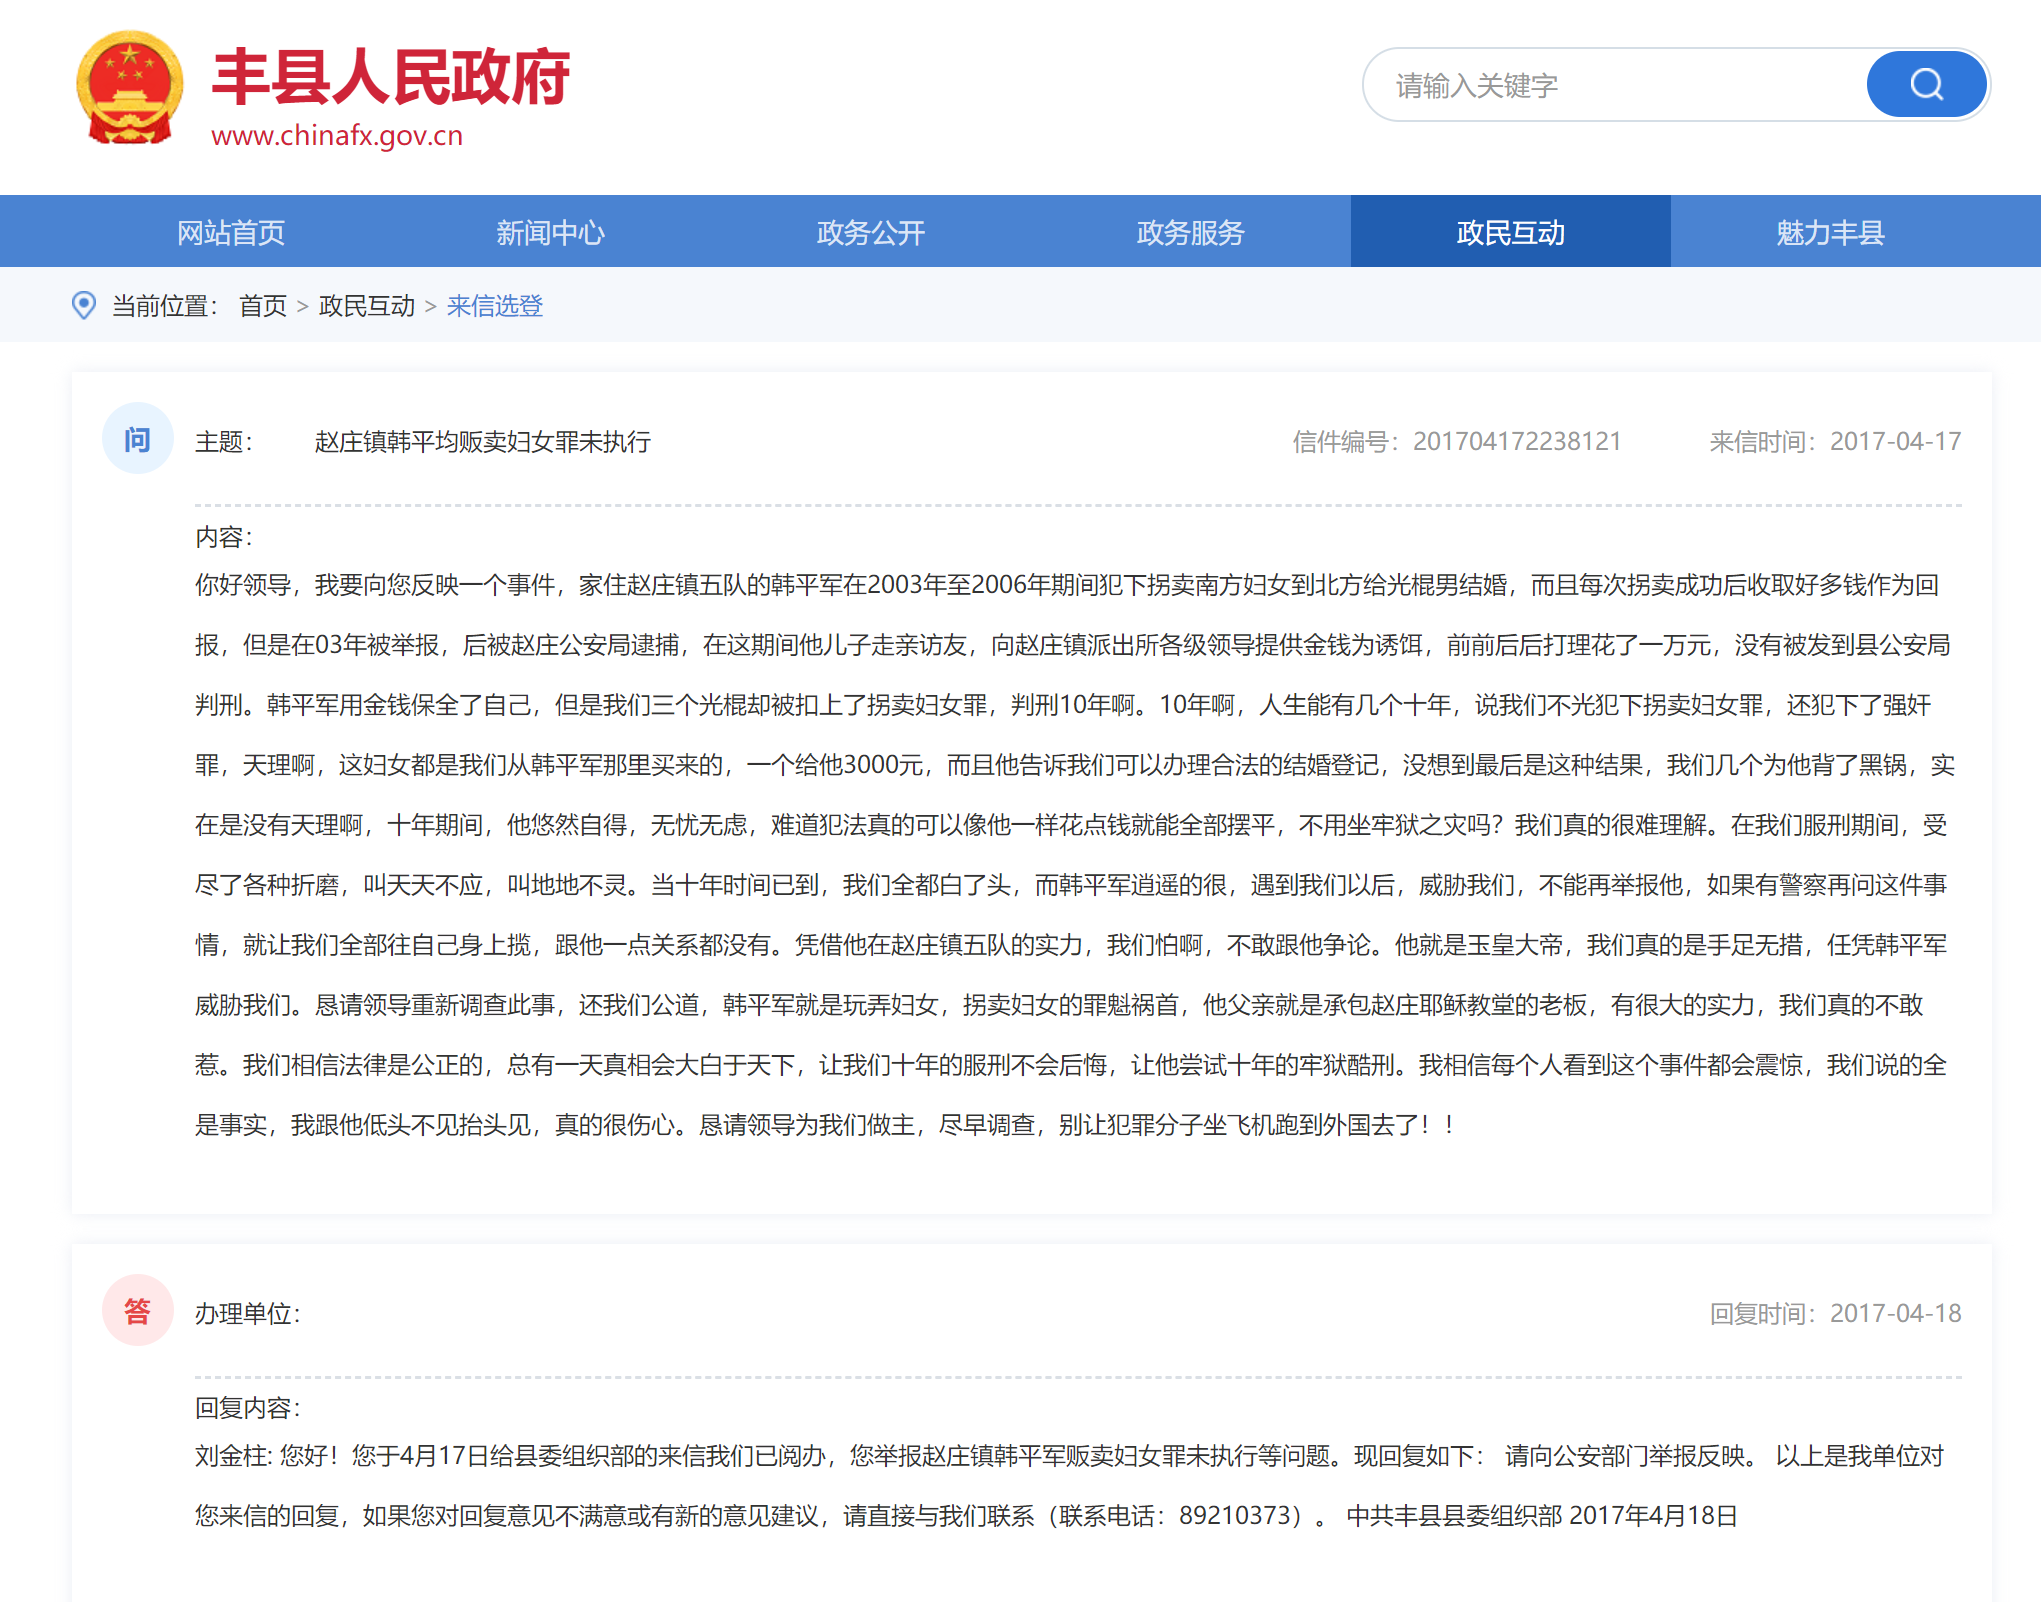 丰县人民政府
www.chinafx.gov.cn
请输入关键字
网站首页 新闻中心 政务公开 政务服务 政民互动 魅力丰县
当前位置： 首页 > 政民互动 > 来信选登
问 主题： 赵庄镇韩平均贩卖妇女罪未执行 信件编号：201704172238121 来信时间：2017-04-17
内容：
你好领导，我要向您反映一个事件，家住赵庄镇五队的韩平军在2003年至2006年期间犯下拐卖南方妇女到北方给光棍男结婚，而且每次拐卖成功后收取好多钱作为回
报，但是在03年被举报，后被赵庄公安局逮捕，在这期间他儿子走亲访友，向赵庄镇派出所各级领导提供金钱为诱饵，前前后后打理花了一万元，没有被发到县公安局
判刑。韩平军用金钱保全了自己，但是我们三个光棍却被扣上了拐卖妇女罪，判刑10年啊。10年啊，人生能有几个十年，说我们不光犯下拐卖妇女罪，还犯下了强奸
罪，天理啊，这妇女都是我们从韩平军那里买来的，一个给他3000元，而且他告诉我们可以办理合法的结婚登记，没想到最后是这种结果，我们几个为他背了黑锅，实
在是没有天理啊，十年期间，他悠然自得，无忧无虑，难道犯法真的可以像他一样花点钱就能全部摆平，不用坐牢狱之灾吗？我们真的很难理解。在我们服刑期间，受
尽了各种折磨，叫天天不应，叫地地不灵。当十年时间已到，我们全都白了头，而韩平军逍遥的很，遇到我们以后，威胁我们，不能再举报他，如果有警察再问这件事
情，就让我们全部往自己身上揽，跟他一点关系都没有。凭借他在赵庄镇五队的实力，我们怕啊，不敢跟他争论。他就是玉皇大帝，我们真的是手足无措，任凭韩平军
威胁我们。恳请领导重新调查此事，还我们公道，韩平军就是玩弄妇女，拐卖妇女的罪魁祸首，他父亲就是承包赵庄耶稣教堂的老板，有很大的实力，我们真的不敢
惹。我们相信法律是公正的，总有一天真相会大白于天下，让我们十年的服刑不会后悔，让他尝试十年的牢狱酷刑。我相信每个人看到这个事件都会震惊，我们说的全
是事实，我跟他低头不见抬头见，真的很伤心。恳请领导为我们做主，尽早调查，别让犯罪分子坐飞机跑到外国去了！！
答 办理单位： 回复时间：2017-04-18
回复内容：
刘金柱: 您好！您于4月17日给县委组织部的来信我们已阅办，您举报赵庄镇韩平军贩卖妇女罪未执行等问题。现回复如下： 请向公安部门举报反映。 以上是我单位对
您来信的回复，如果您对回复意见不满意或有新的意见建议，请直接与我们联系（联系电话：89210373）。 中共丰县县委组织部 2017年4月18日